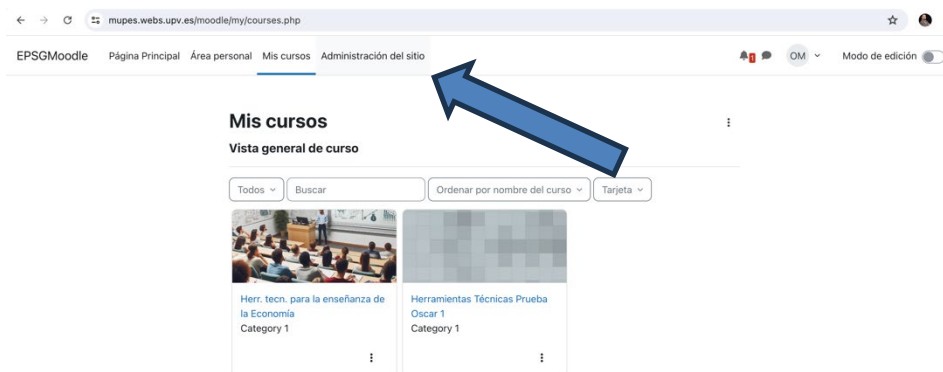 mupes.webs.upv.es/moodle/my/courses.php
EPSGMoodle Página Principal Área personal Mis cursos Administración del sitio 1 OM Modo de edición
Mis cursos
Vista general de curso
Todos Buscar Ordenar por nombre del curso Tarjeta
Herr. tecn. para la enseñanza de
la Economía
Category 1
Herramientas Técnicas Prueba
Oscar 1
Category 1